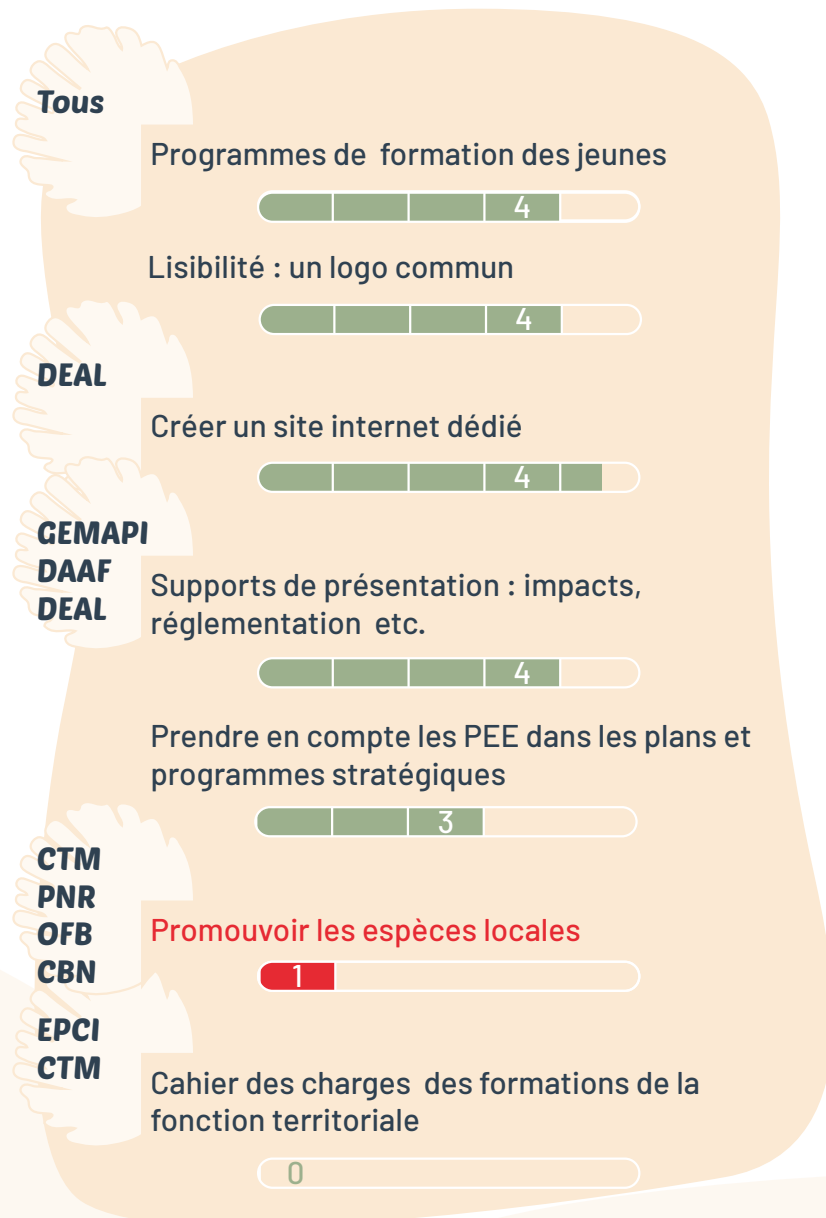 Tous
Programmes de formation des jeunes
4
Lisibilité : un logo commun
4
DEAL
Créer un site internet dédié
4
GEMAPI
DAAF
DEAL
Supports de présentation : impacts,
réglementation etc.
4
Prendre en compte les PEE dans les plans et
programmes stratégiques
3
CTM
PNR
OFB
CBN
Promouvoir les espèces locales
1
EPCI
CTM
Cahier des charges des formations de la
fonction territoriale
0